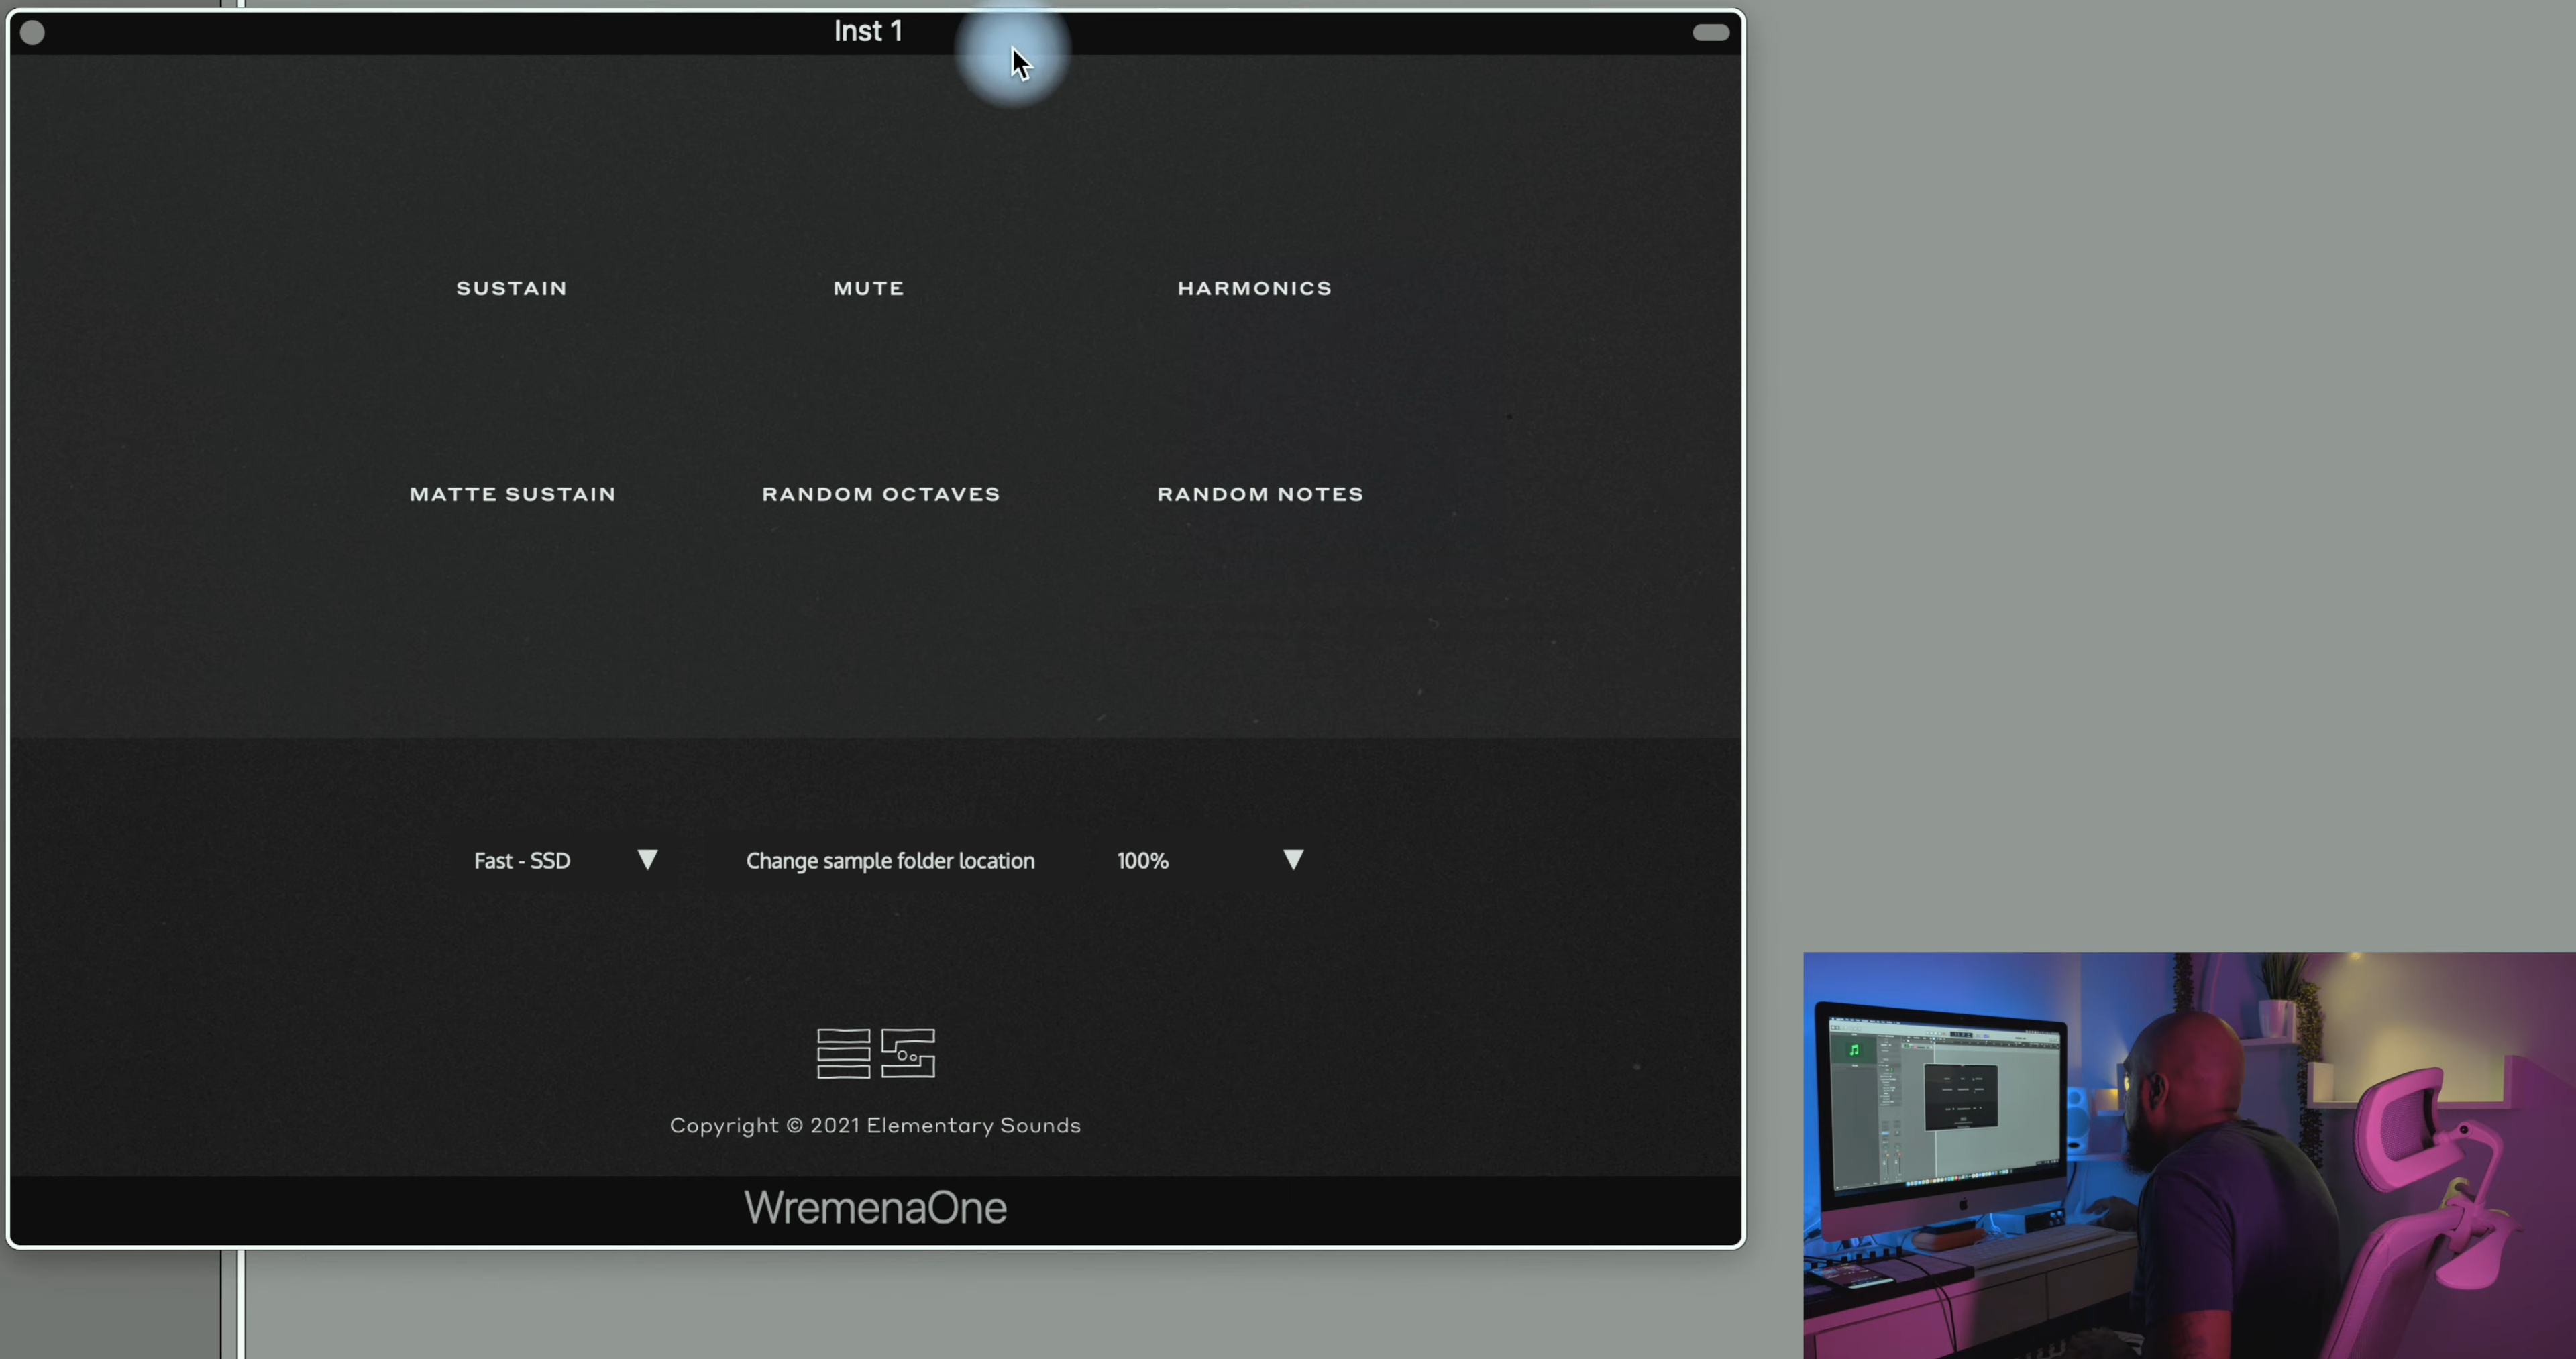 Inst 1
SUSTAIN MUTE HARMONICS
MATTE SUSTAIN RANDOM OCTAVES RANDOM NOTES
Fast - SSD Change sample folder location 100%
ES
Copyright © 2021 Elementary Sounds
WremenaOne